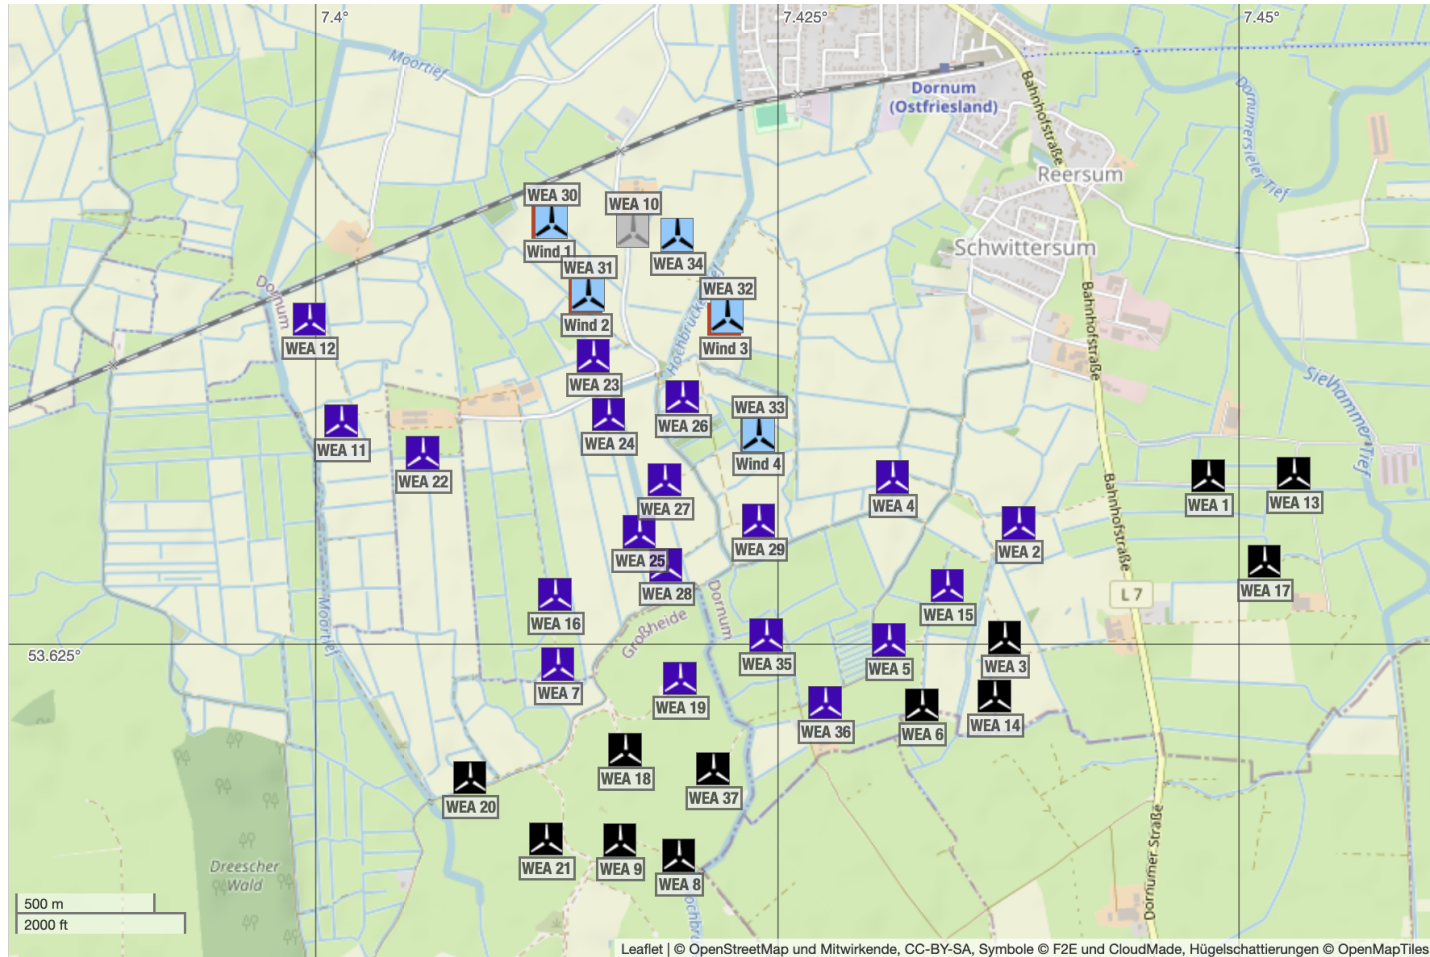 7.4°
7.425°
7.45°
Moortief
Dornum
(Ostfriesland)
Bahnhofstraße
Dornumersieler Tief
Reersum
WEA 30
WEA 10
Wind 1
WEA 34
Schwittersum
WEA 31
WEA 32
Dornum
Wind 2
Wind 3
Bahnhofstraße
WEA 12
WEA 23
Sielhammer Tief
WEA 33
WEA 26
WEA 24
WEA 11
Wind 4
WEA 22
WEA 27
WEA 4
WEA 1
WEA 13
Bahnhofstraße
WEA 29
WEA 2
WEA 25
WEA 28
WEA 17
L 7
Moortief
Dornum
WEA 15
WEA 16
Großheide
53.625°
WEA 35
WEA 5
WEA 3
WEA 7
WEA 19
WEA 36
WEA 6
WEA 14
WEA 18
WEA 37
WEA 20
WEA 21
WEA 9
WEA 8
Dreescher
Wald
Dornumer Straße
500 m
2000 ft
Leaflet | © OpenStreetMap und Mitwirkende, CC-BY-SA, Symbole © F2E und CloudMade, Hügelschattierungen © OpenMapTiles